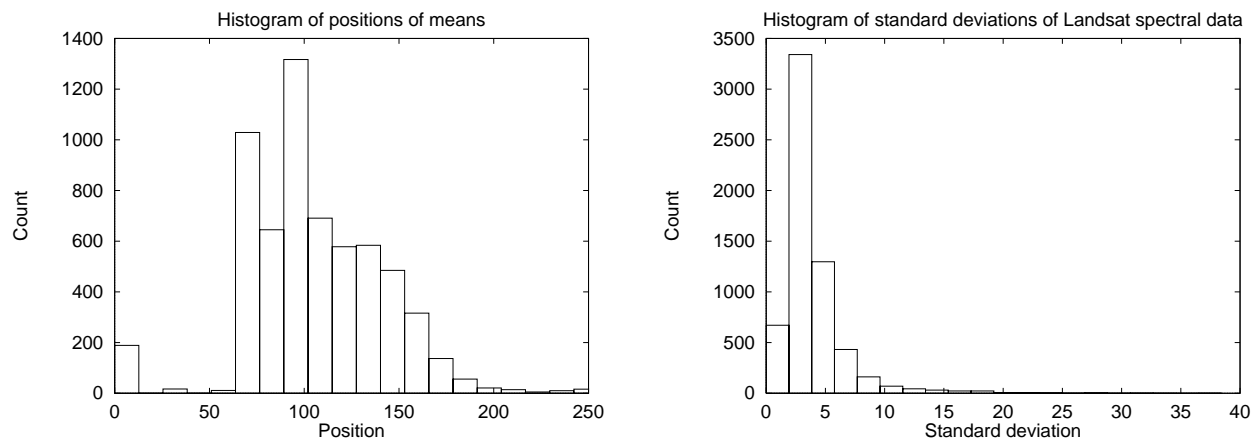 Histogram of positions of means
1400
1200
1000
800
600
400
200
0
Count
0 50 100 150 200 250
Position
Histogram of standard deviations of Landsat spectral data
3500
3000
2500
2000
1500
1000
500
0
Count
0 5 10 15 20 25 30 35 40
Standard deviation